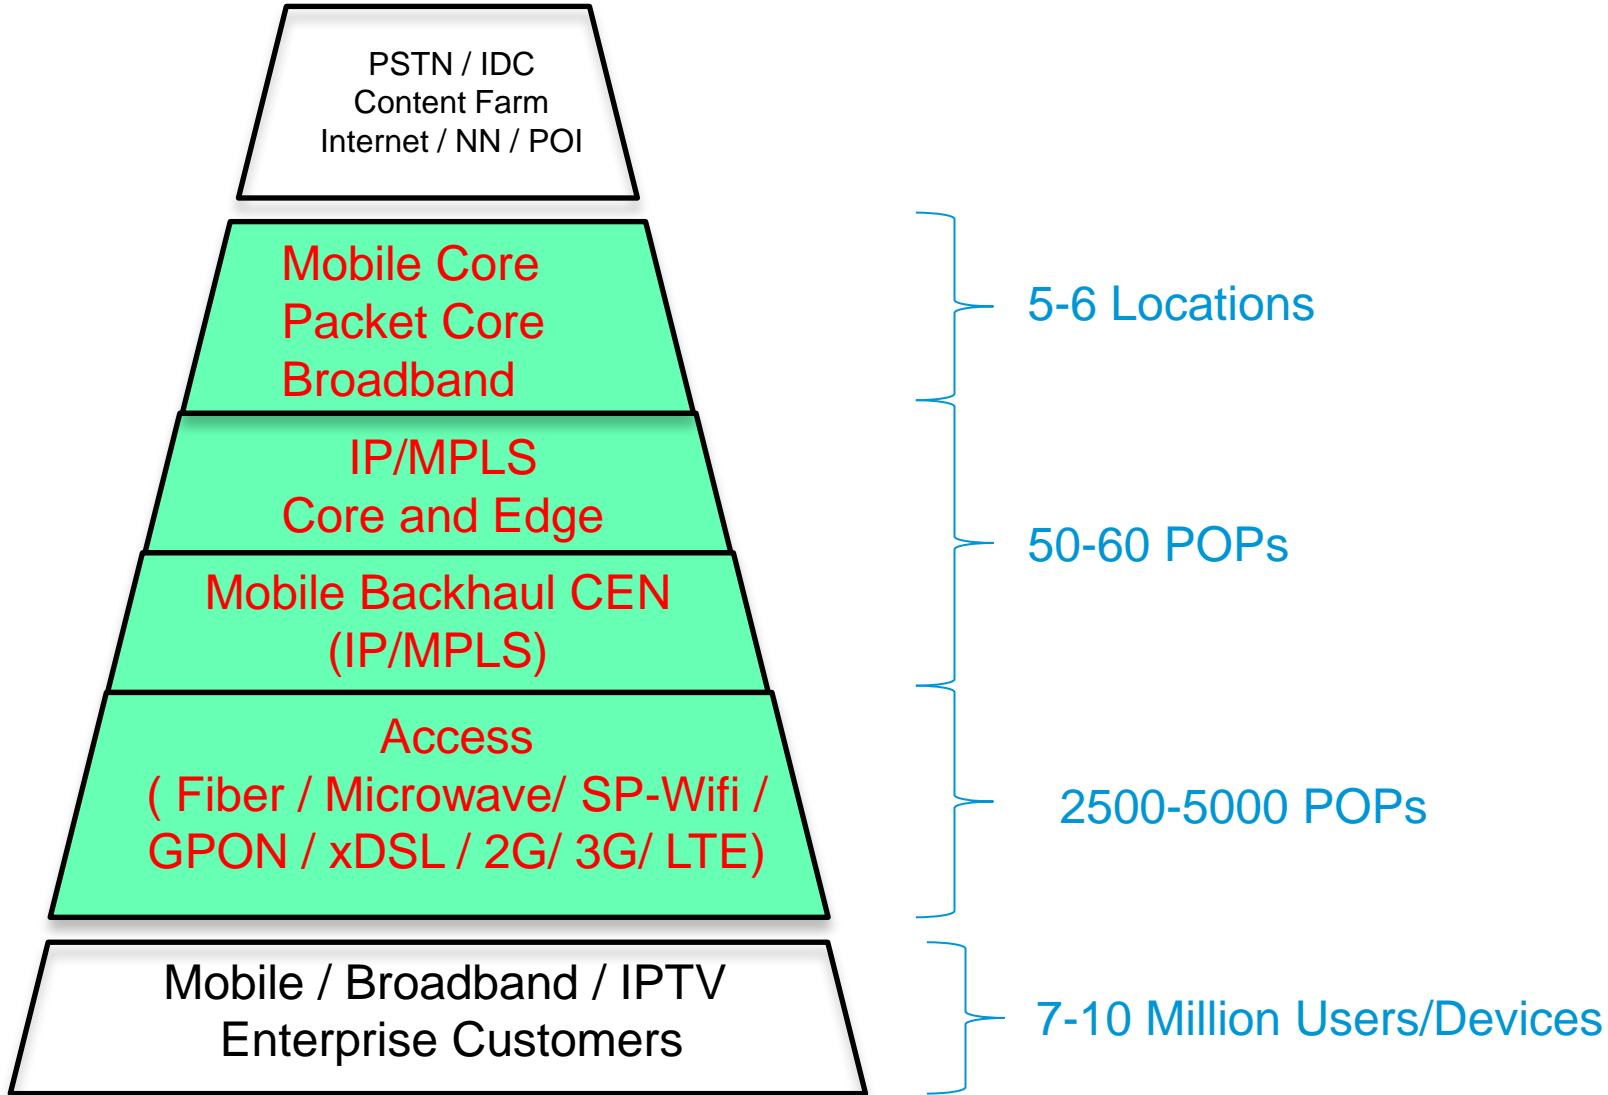 PSTN / IDC
Content Farm
Internet / NN / POI
Mobile Core
Packet Core
Broadband
5-6 Locations
IP/MPLS
Core and Edge
50-60 POPs
Mobile Backhaul CEN
(IP/MPLS)
Access
( Fiber / Microwave/ SP-Wifi /
GPON / xDSL / 2G/ 3G/ LTE)
2500-5000 POPs
Mobile / Broadband / IPTV
Enterprise Customers
7-10 Million Users/Devices